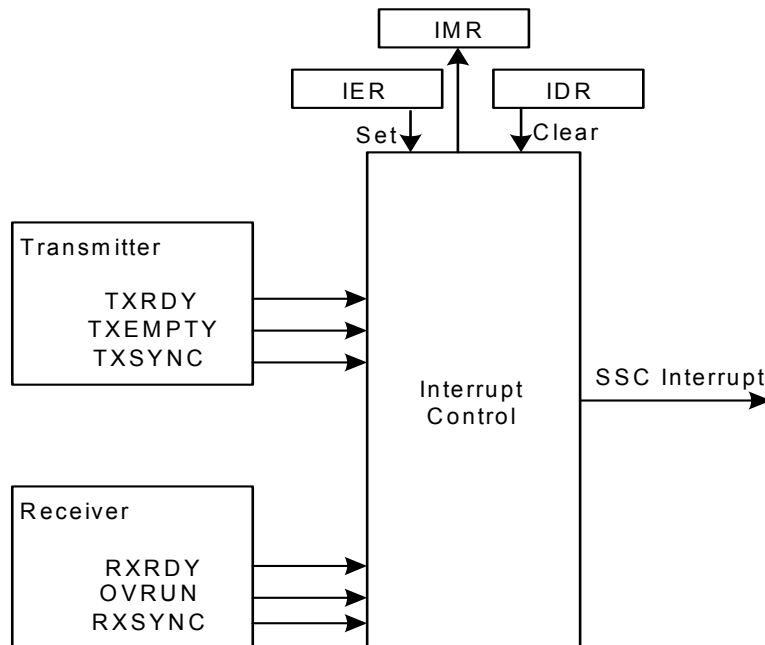 IMR
IER
IDR
Set
Clear
Transmitter
TXRDY
TXEMPTY
TXSYNC
Interrupt
Control
SSC Interrupt
Receiver
RXRDY
OVRUN
RXSYNC